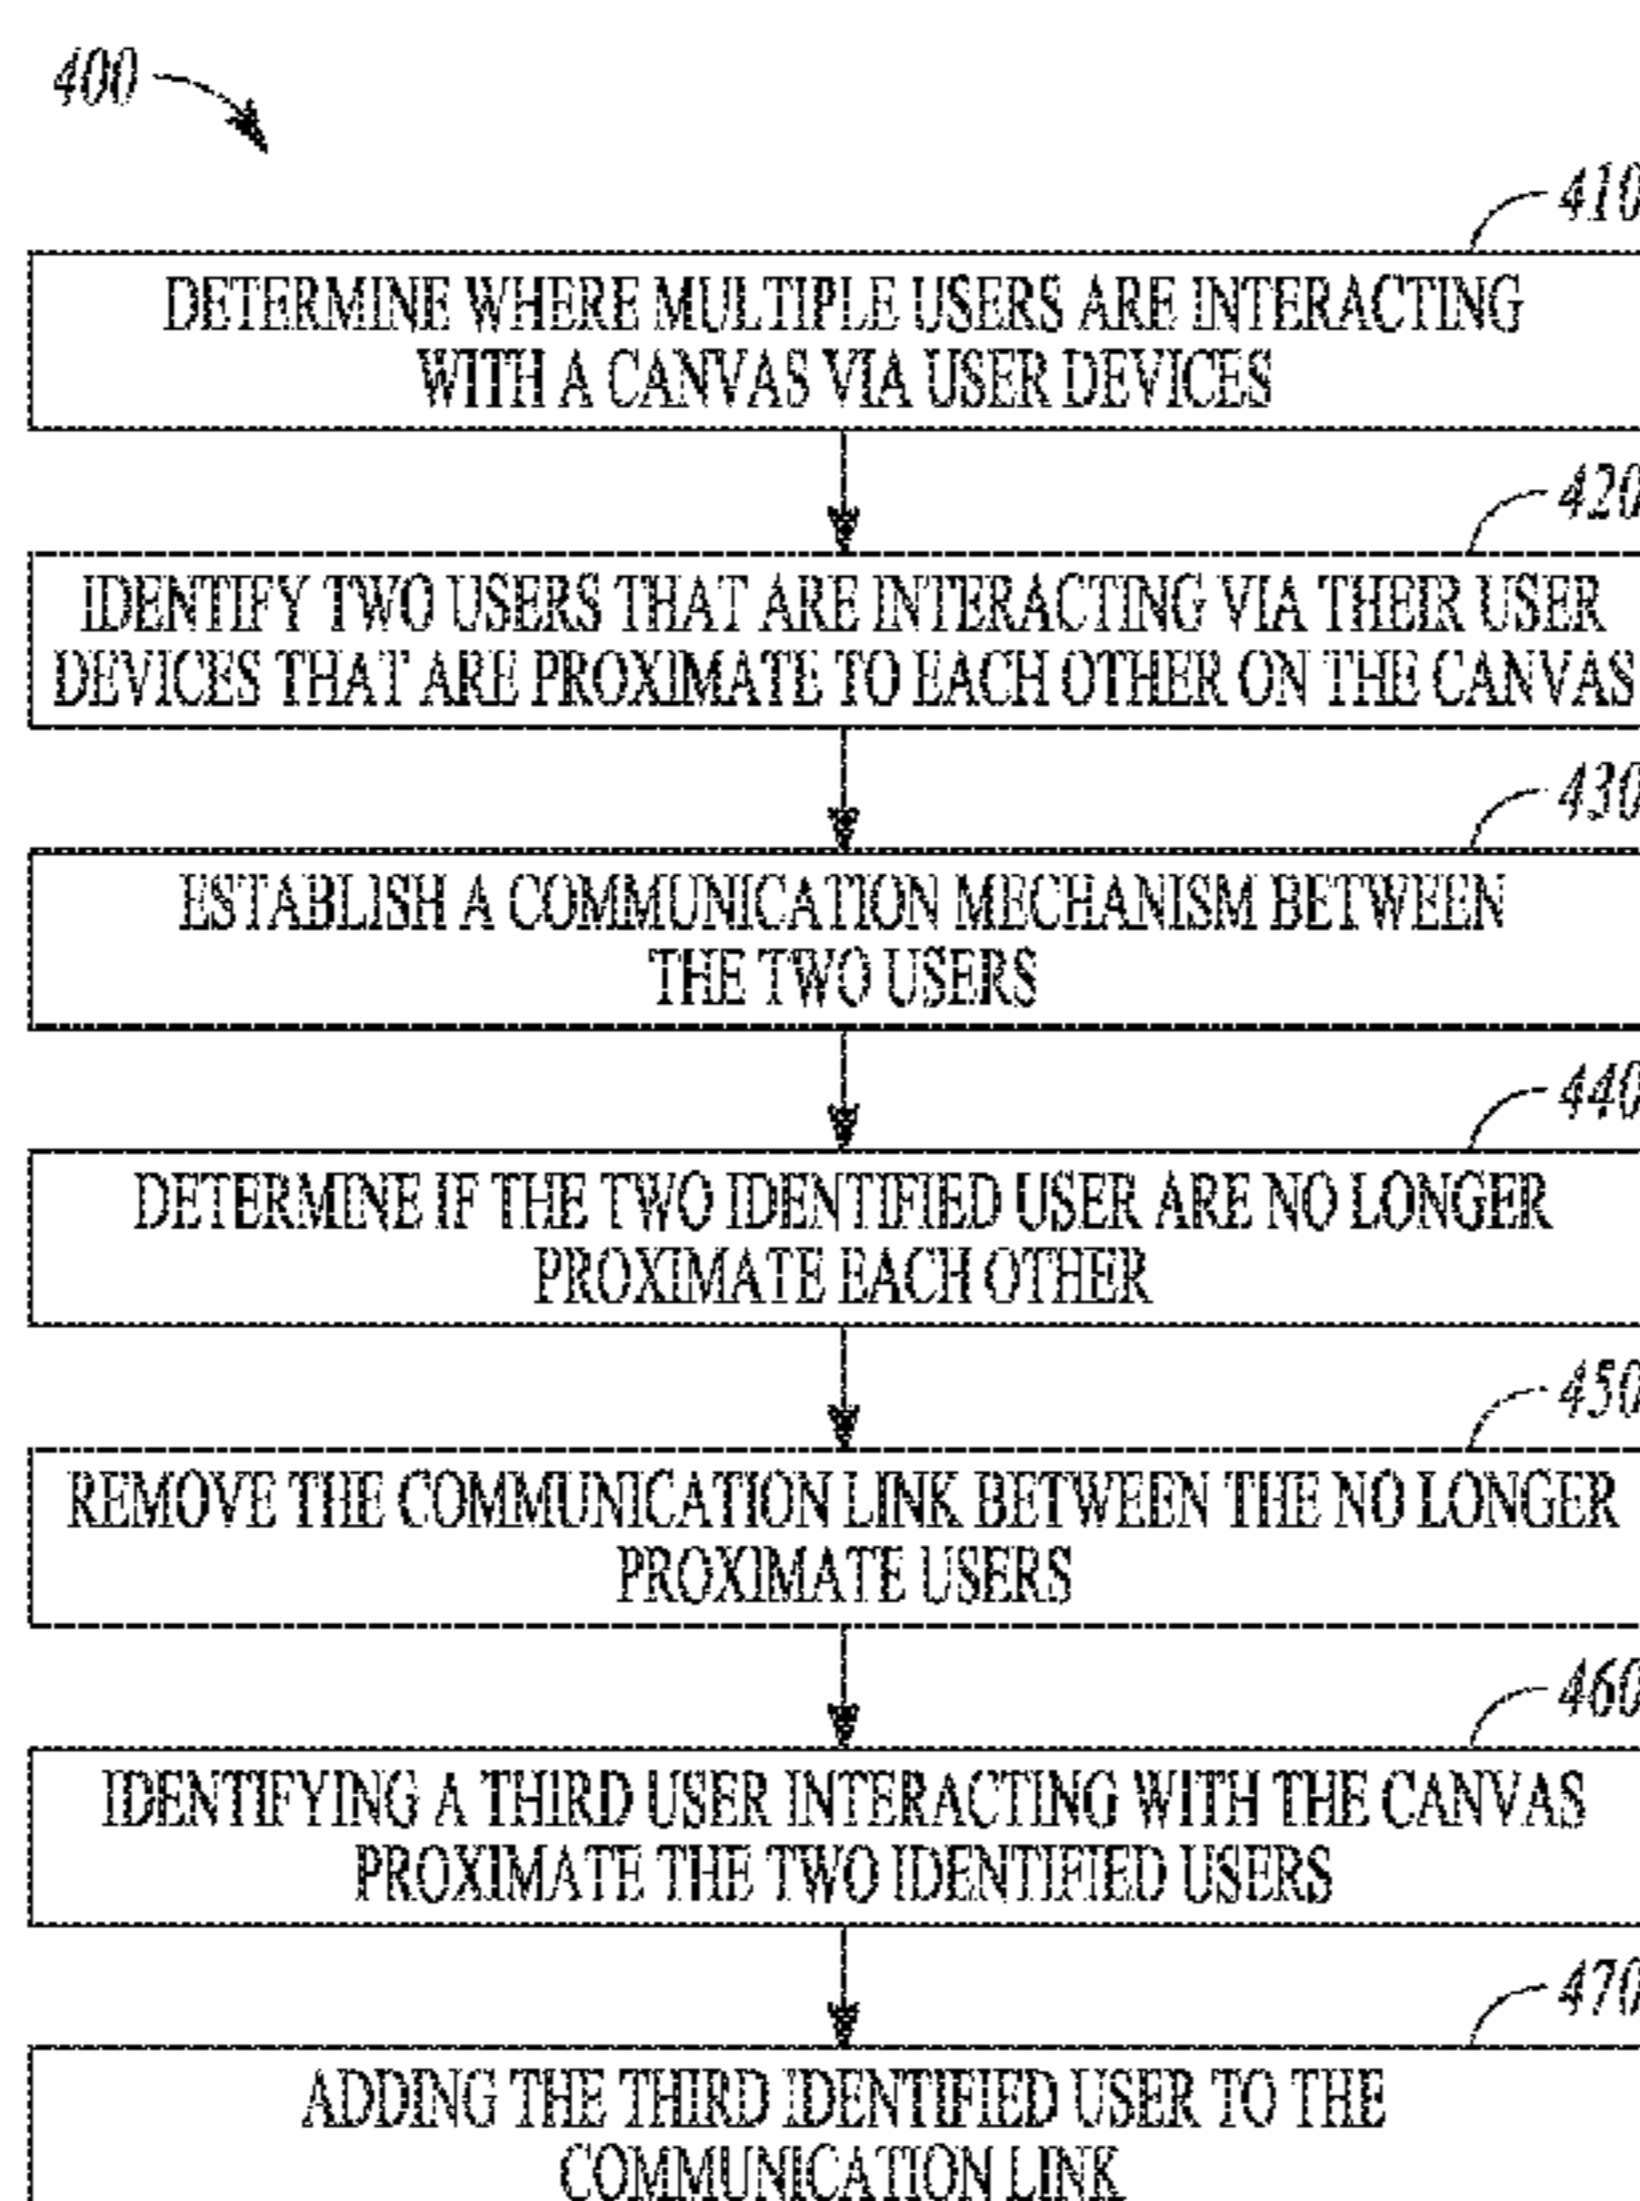 400
410
DETERMINE WHERE MULTIPLE USERS ARE INTERACTING
WITH A CANVAS VIA USER DEVICES
420
IDENTIFY TWO USERS THAT ARE INTERACTING VIA THEIR USER
DEVICES THAT ARE PROXIMATE TO EACH OTHER ON THE CANVAS
430
ESTABLISH A COMMUNICATION MECHANISM BETWEEN
THE TWO USERS
440
DETERMINE IF THE TWO IDENTIFIED USER ARE NO LONGER
PROXIMATE EACH OTHER
450
REMOVE THE COMMUNICATION LINK BETWEEN THE NO LONGER
PROXIMATE USERS
460
IDENTIFYING A THIRD USER INTERACTING WITH THE CANVAS
PROXIMATE THE TWO IDENTIFIED USERS
470
ADDING THE THIRD IDENTIFIED USER TO THE
COMMUNICATION LINK